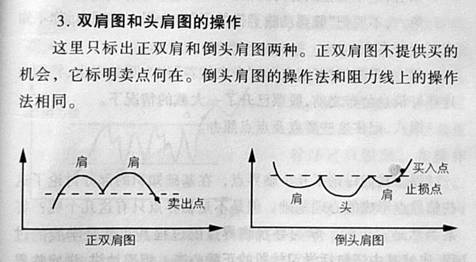 3. 双肩图和头肩图的操作
这里只标出正双肩和倒头肩图两种。正双肩图不提供买的
机会，它标明卖点何在。倒头肩图的操作法和阻力线上的操作
法相同。
肩 肩
卖出点
正双肩图
买入点
止损点
肩 肩
头
倒头肩图